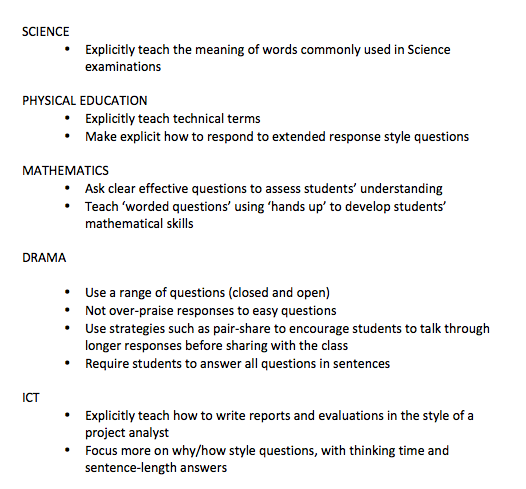 SCIENCE
• Explicitly teach the meaning of words commonly used in Science
examinations
PHYSICAL EDUCATION
• Explicitly teach technical terms
• Make explicit how to respond to extended response style questions
MATHEMATICS
• Ask clear effective questions to assess students’ understanding
• Teach ‘worded questions’ using ‘hands up’ to develop students’
mathematical skills
DRAMA
• Use a range of questions (closed and open)
• Not over-praise responses to easy questions
• Use strategies such as pair-share to encourage students to talk through
longer responses before sharing with the class
• Require students to answer all questions in sentences
ICT
• Explicitly teach how to write reports and evaluations in the style of a
project analyst
• Focus more on why/how style questions, with thinking time and
sentence-length answers